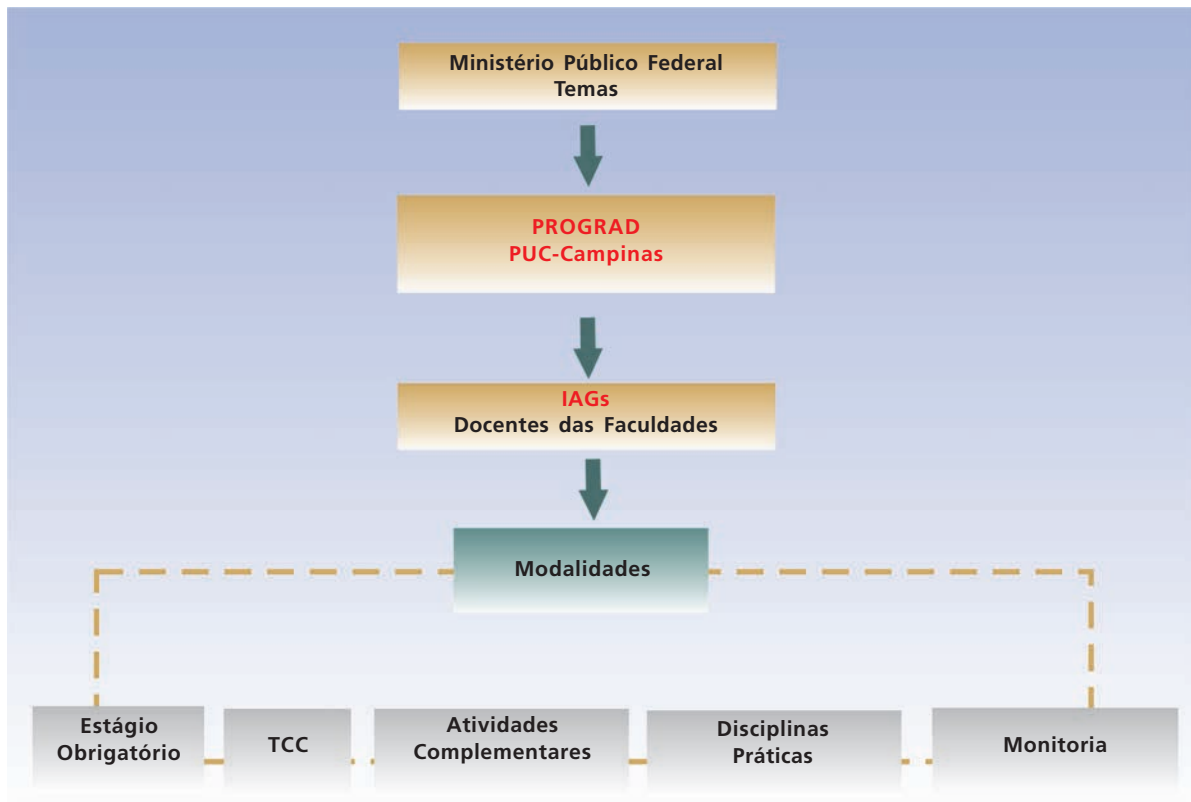 Ministério Público Federal
Temas
PROGRAD
PUC-Campinas
IAGs
Docentes das Faculdades
Modalidades
Estágio
Obrigatório
TCC
Atividades
Complementares
Disciplinas
Práticas
Monitoria